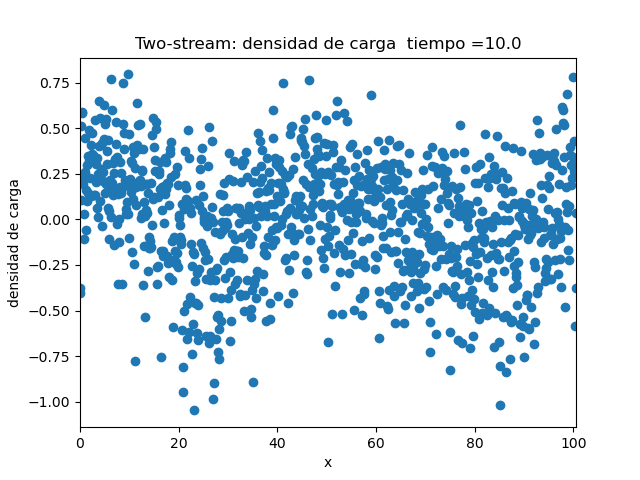 Two-stream: densidad de carga  tiempo =10.0
densidad de carga
0.75
0.50
0.25
0.00
−0.25
−0.50
−0.75
−1.00
0 20 40 60 80 100
x